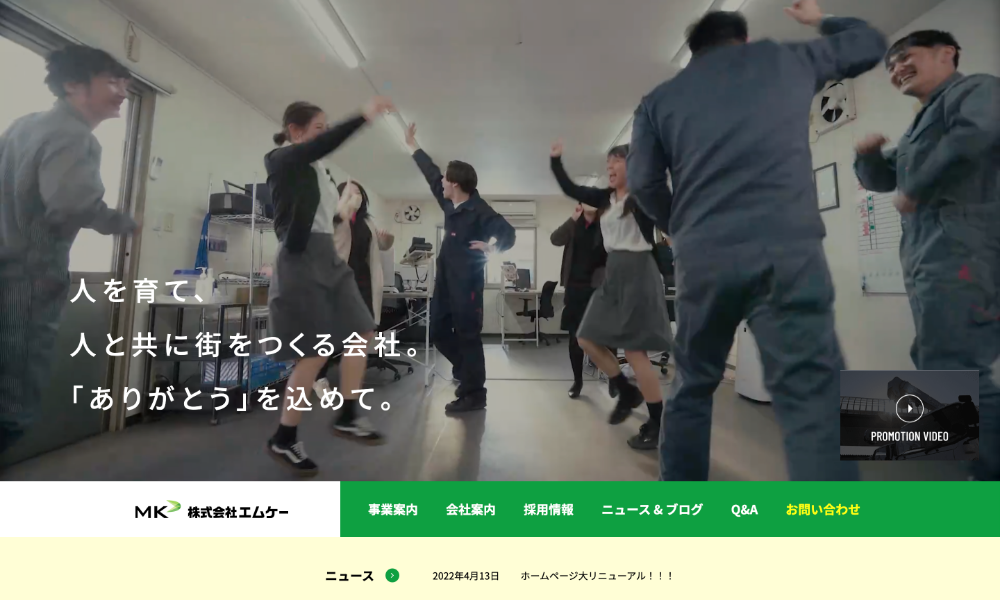 人を育て、
人と共に街をつくる会社。
「ありがとう」を込めて。
PROMOTION VIDEO
MK 株式会社エムケー
事業案内 会社案内 採用情報 ニュース & ブログ Q&A お問い合わせ
ニュース 2022年4月13日 ホームページ大リニューアル！！！